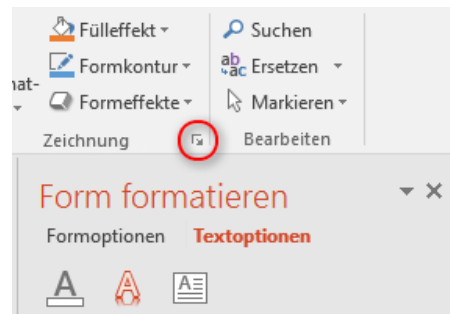 Fülleffekt Suchen
Formkontur Ersetzen
nat- Formeffekte Markieren
Zeichnung Bearbeiten
Form formatieren
Formoptionen Textoptionen